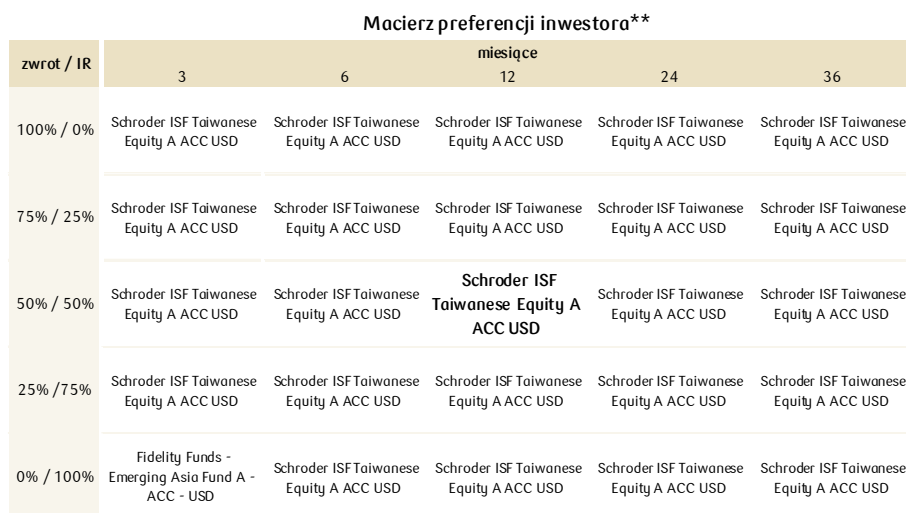 Macierz preferencji inwestora**
zwrot / IR
miesiące
3 6 12 24 36
100% / 0%
Schroder ISF Taiwanese Schroder ISF Taiwanese Schroder ISF Taiwanese Schroder ISF Taiwanese Schroder ISF Taiwanese
Equity A ACC USD Equity A ACC USD Equity A ACC USD Equity A ACC USD Equity A ACC USD
75% / 25%
Schroder ISF Taiwanese Schroder ISF Taiwanese Schroder ISF Taiwanese Schroder ISF Taiwanese Schroder ISF Taiwanese
Equity A ACC USD Equity A ACC USD Equity A ACC USD Equity A ACC USD Equity A ACC USD
50% / 50%
Schroder ISF Taiwanese
Equity A ACC USD
Schroder ISF Taiwanese
Equity A ACC USD
Schroder ISF
Taiwanese Equity A
ACC USD
Schroder ISF Taiwanese
Equity A ACC USD
Schroder ISF Taiwanese
Equity A ACC USD
25% /75%
Schroder ISF Taiwanese Schroder ISF Taiwanese Schroder ISF Taiwanese Schroder ISF Taiwanese Schroder ISF Taiwanese
Equity A ACC USD Equity A ACC USD Equity A ACC USD Equity A ACC USD Equity A ACC USD
0% / 100%
Fidelity Funds -
Emerging Asia Fund A -
ACC - USD
Schroder ISF Taiwanese Schroder ISF Taiwanese Schroder ISF Taiwanese Schroder ISF Taiwanese
Equity A ACC USD Equity A ACC USD Equity A ACC USD Equity A ACC USD